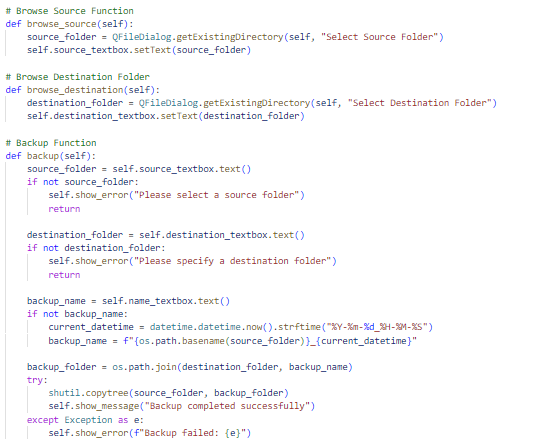 # Browse Source Function
def browse_source(self):
source_folder = QFileDialog.getExistingDirectory(self, "Select Source Folder")
self.source_textbox.setText(source_folder)
# Browse Destination Folder
def browse_destination(self):
destination_folder = QFileDialog.getExistingDirectory(self, "Select Destination Folder")
self.destination_textbox.setText(destination_folder)
# Backup Function
def backup(self):
source_folder = self.source_textbox.text()
if not source_folder:
self.show_error("Please select a source folder")
return
destination_folder = self.destination_textbox.text()
if not destination_folder:
self.show_error("Please specify a destination folder")
return
backup_name = self.name_textbox.text()
if not backup_name:
current_datetime = datetime.datetime.now().strftime("%Y-%m-%d_%H-%M-%S")
backup_name = f"{os.path.basename(source_folder)}_{current_datetime}"
backup_folder = os.path.join(destination_folder, backup_name)
try:
shutil.copytree(source_folder, backup_folder)
self.show_message("Backup completed successfully")
except Exception as e:
self.show_error(f"Backup failed: {e}")